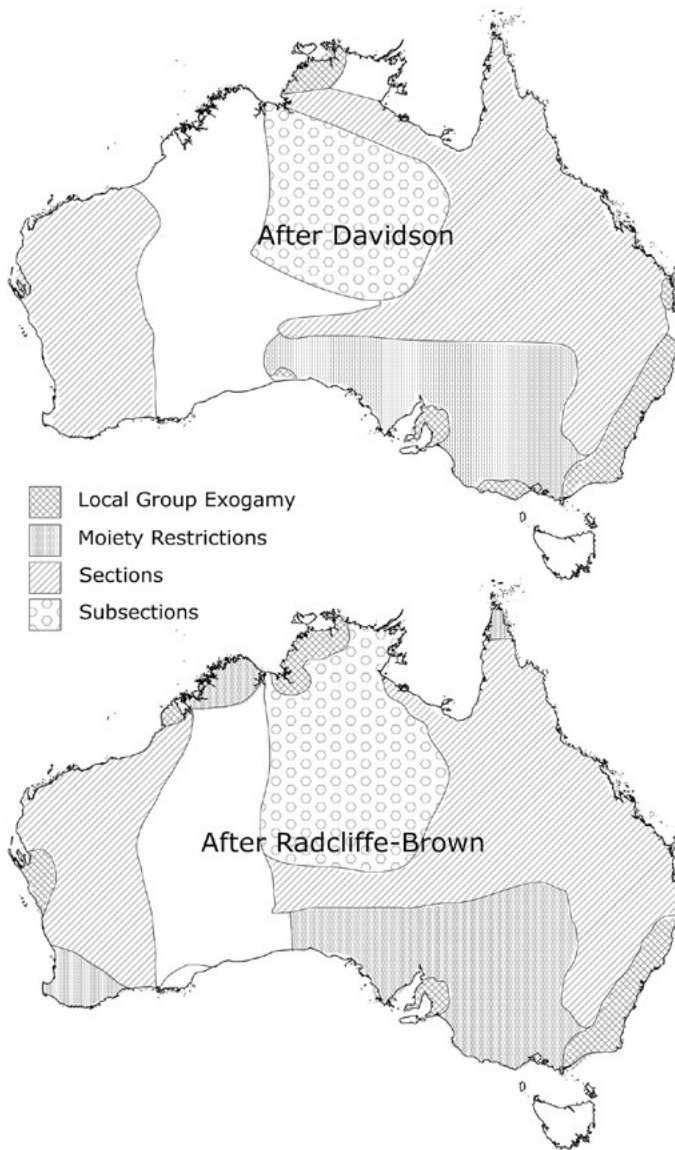 After Davidson
Local Group Exogamy
Moiety Restrictions
Sections
Subsections
After Radcliffe-Brown